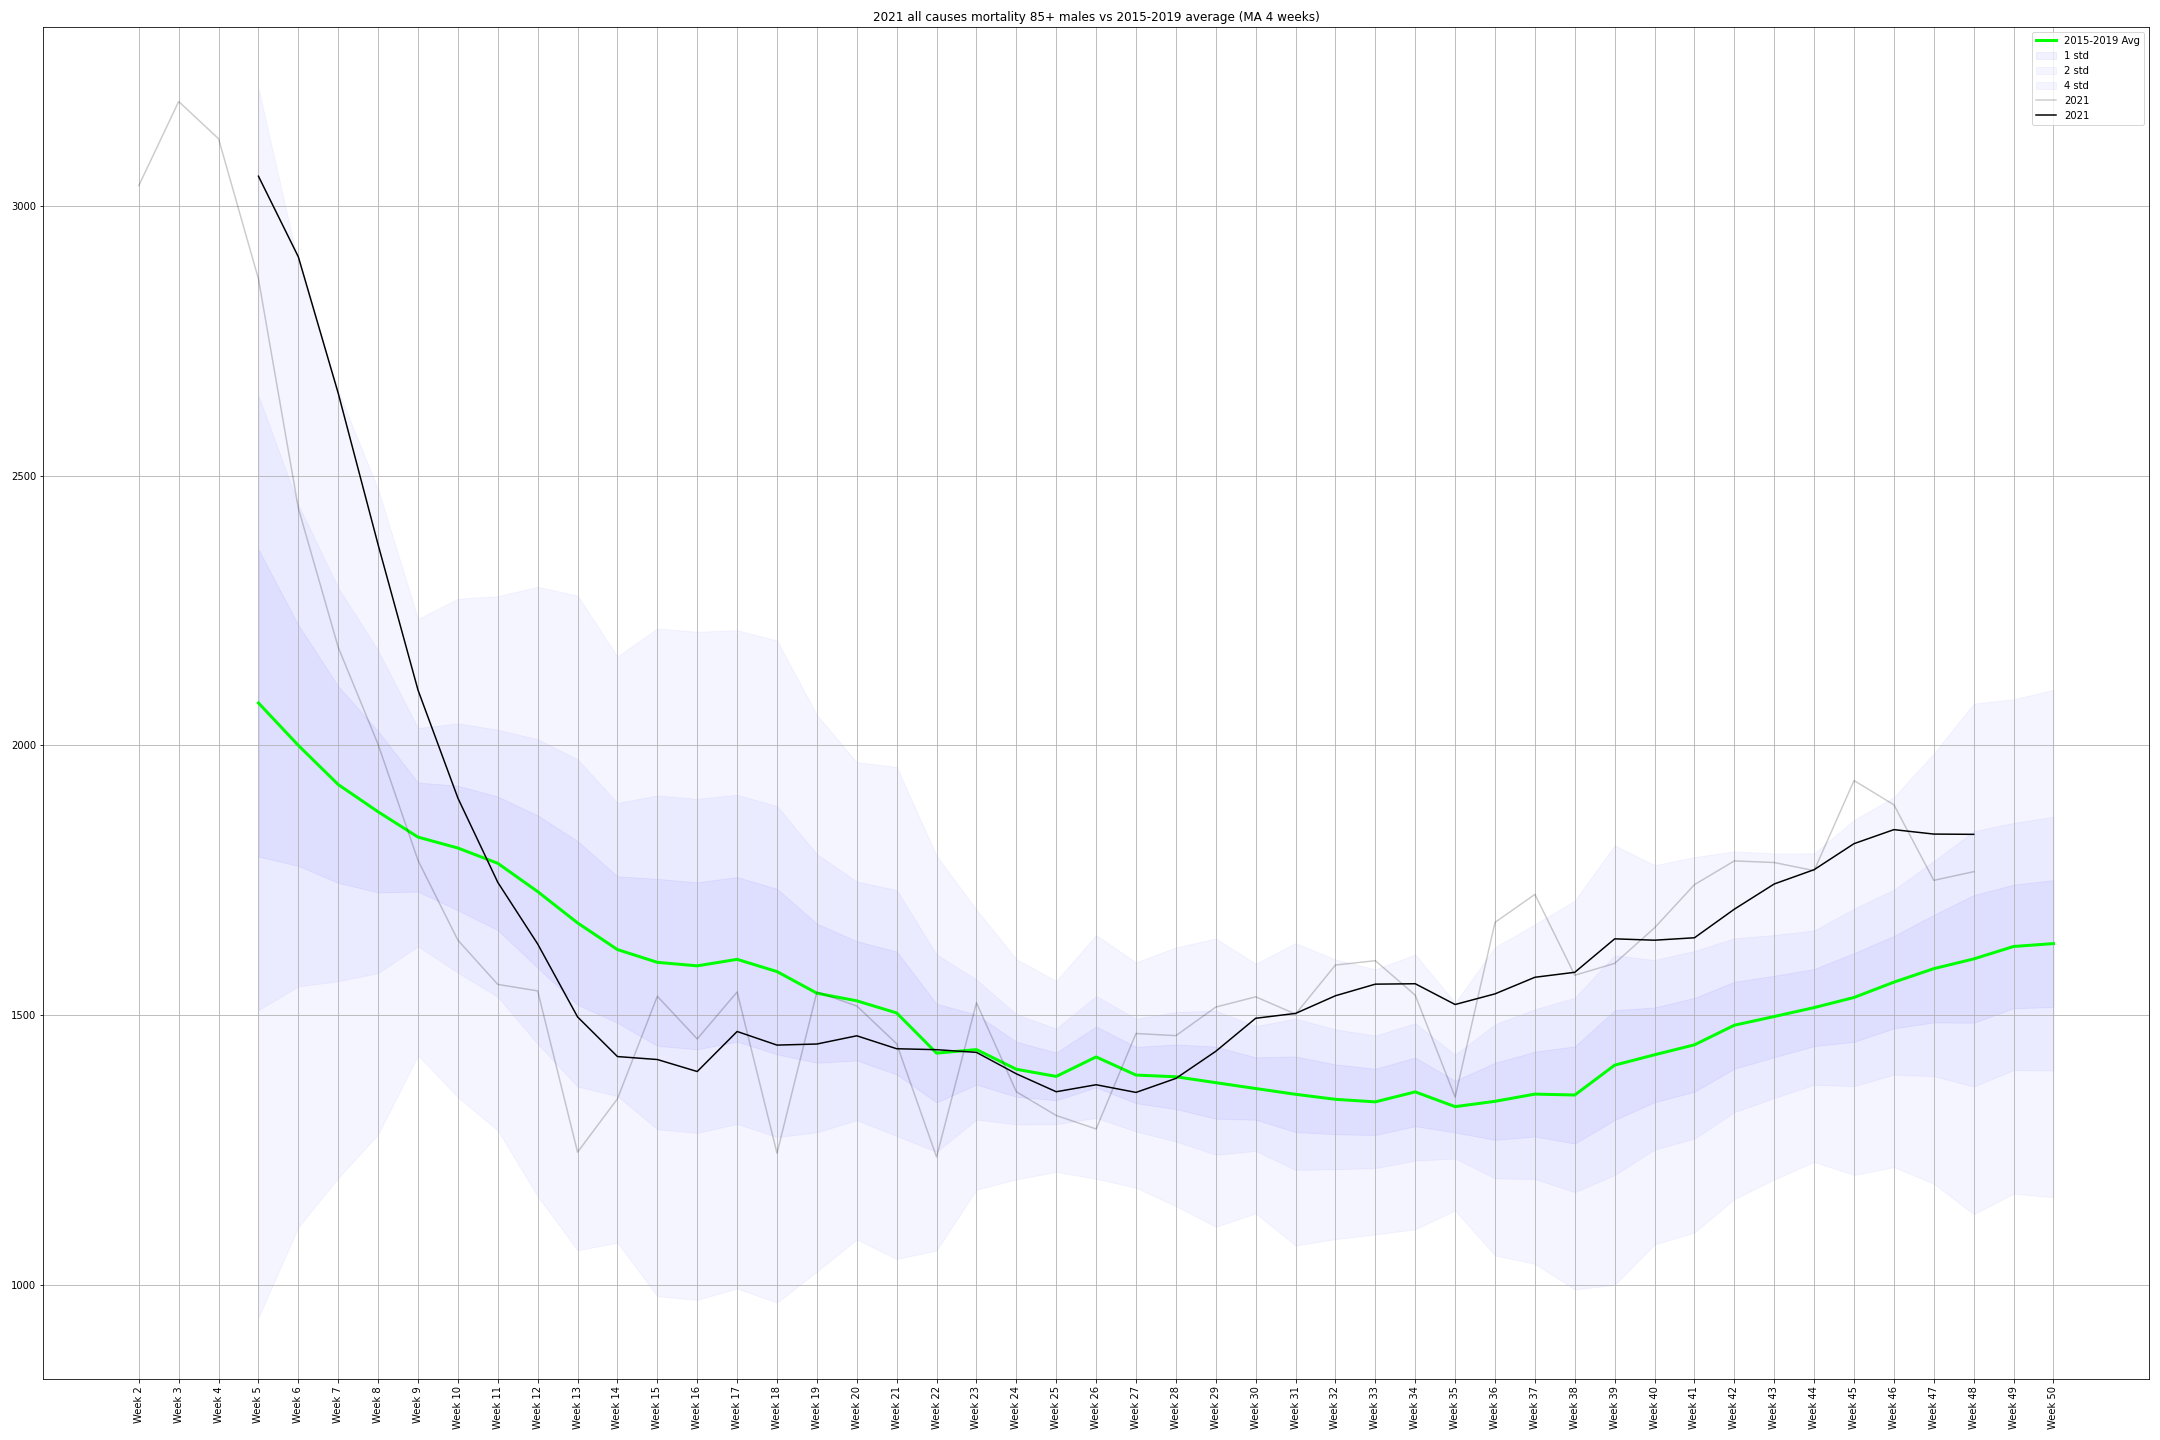 2021 all causes mortality 85+ males vs 2015-2019 average (MA 4 weeks)
2015-2019 Avg
1 std
2 std
4 std
2021
2021
3000
2500
2000
1500
1000
Week 2
Week 3
Week 4
Week 5
Week 6
Week 7
Week 8
Week 9
Week 10
Week 11
Week 12
Week 13
Week 14
Week 15
Week 16
Week 17
Week 18
Week 19
Week 20
Week 21
Week 22
Week 23
Week 24
Week 25
Week 26
Week 27
Week 28
Week 29
Week 30
Week 31
Week 32
Week 33
Week 34
Week 35
Week 36
Week 37
Week 38
Week 39
Week 40
Week 41
Week 42
Week 43
Week 44
Week 45
Week 46
Week 47
Week 48
Week 49
Week 50